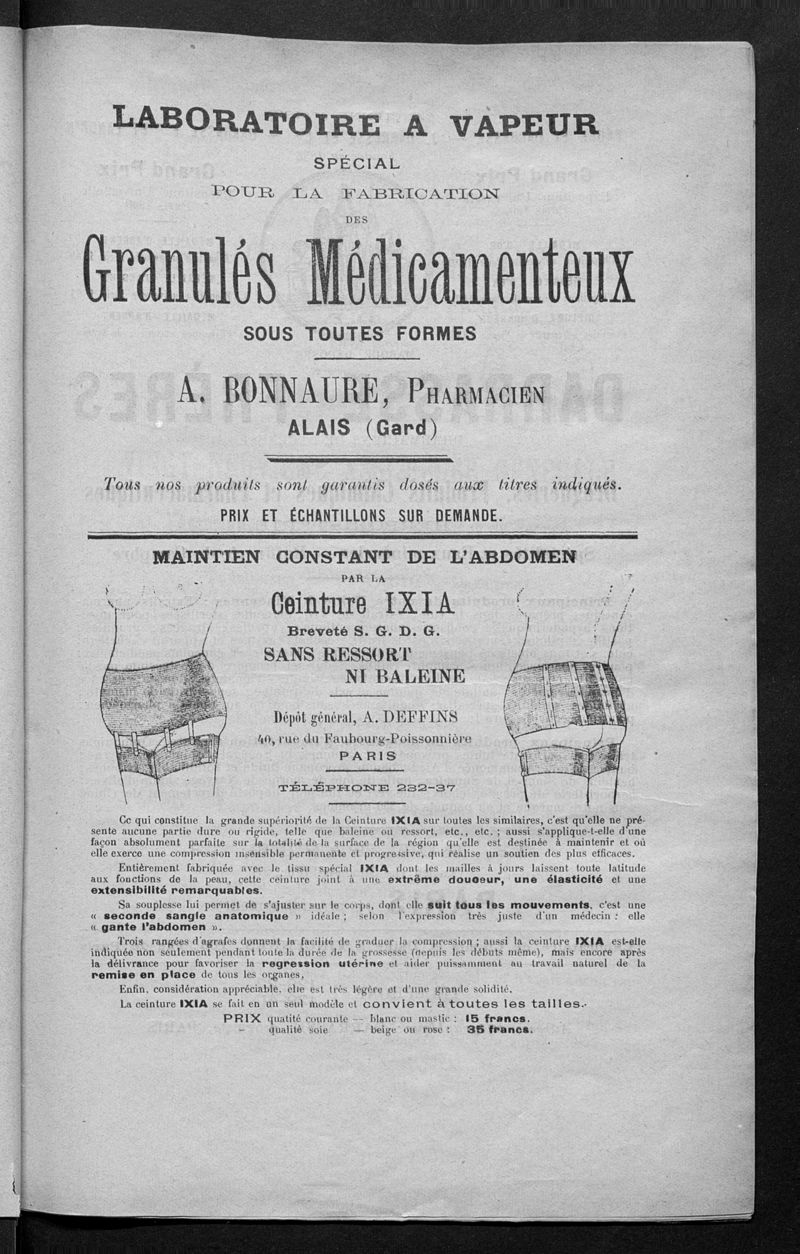 LABORATOIRE A VAPEUR
SPÉCIAL
POUR LA FABRICATION
DES
Granulés Médicamenteux
SOUS TOUTES FORMES
A. BONNAURE, PHARMACIEN
ALAIS (Gard)
Tous nos produits sont garantis dosés aux titres indiqués.
PRIX ET ÉCHANTILLONS SUR DEMANDE.
MAINTIEN CONSTANT DE L'ABDOMEN
PAR LA
Ceinture IXIA
Breveté S. G. D. G.
SANS RESSORT
NI BALEINE
Dépôt général, A. DEFFINS
40, rue du Faubourg-Poissonnière
PARIS
TÉLÉPHONE 232-37
Ce qui constitue la grande supériorité de la Ceinture IXIA sur toutes les similaires, c'est qu'elle ne pré-
sente aucune partie dure ou rigide, telle que baleine ou ressort, etc., etc. ; aussi s'applique-t-elle d'une
façon absolument parfaite sur la totalité de la surface de la région qu'elle est destinée à maintenir et où
elle exerce une compression insensible permanente et progressive, qui réalise un soutien des plus efficaces.
Entièrement fabriquée avec le tissu spécial IXIA dont les mailles à jours laissent toute latitude
aux fonctions de la peau, cette ceinture joint à une extrême douceur, une élasticité et une
extensibilité remarquables.
Sa souplesse lui permet de s'ajuster sur le corps, dont elle suit tous les mouvements, c'est une
« seconde sangle anatomique » idéale ; selon l'expression très juste d'un médecin : elle
« gante l'abdomen ».
Trois rangées d'agrafes donnent la facilité de graduer la compression ; aussi la ceinture IXIA est-elle
indiquée non seulement pendant toute la durée de la grossesse (depuis les débuts même), mais encore après
la délivrance pour favoriser la regression utérine et aider puissamment au travail naturel de la
remise en place de tous les organes.
Enfin, considération appréciable, elle est très légère et d'une grande solidité.
La ceinture IXIA se fait en un seul modèle et convient à toutes les tailles.
PRIX qualité courante — blanc ou mastic : 15 francs.
– qualité soie — beige ou rose : 35 francs.